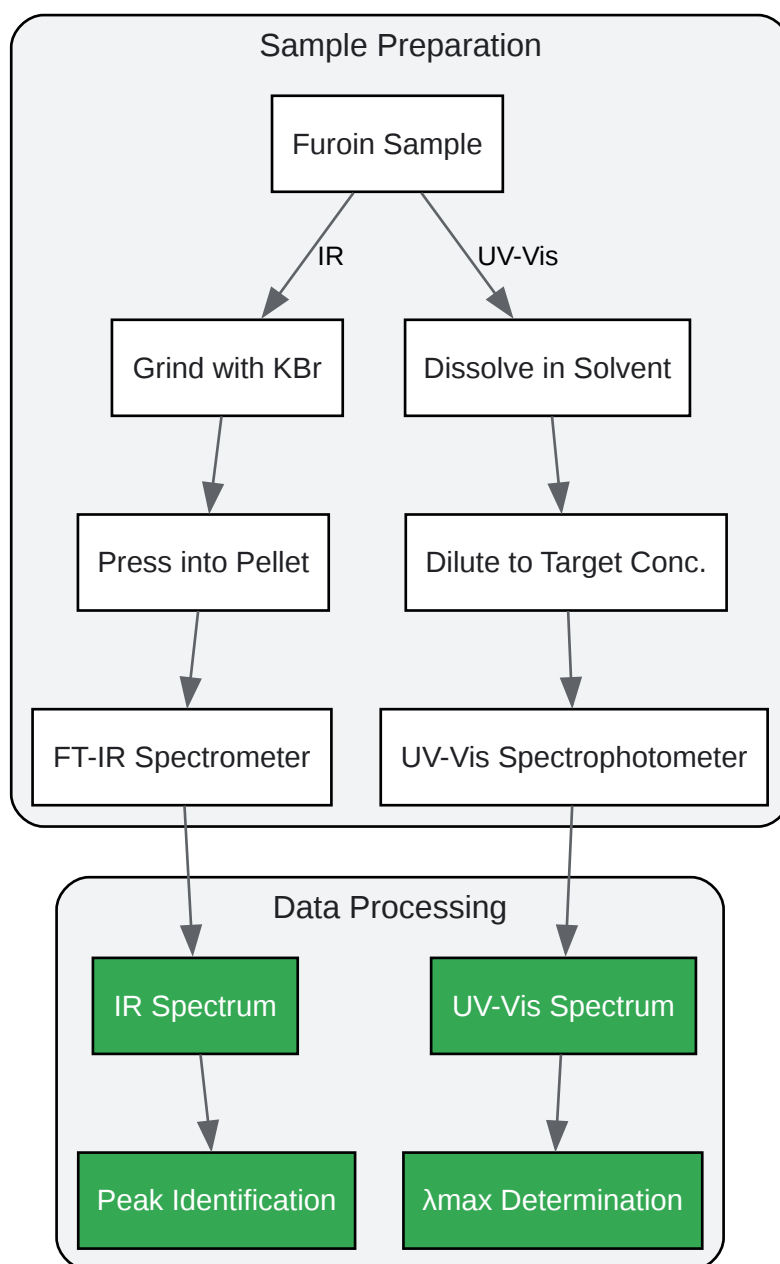 Sample Preparation
Furoin Sample
IR
UV-Vis
Grind with KBr
Dissolve in Solvent
Press into Pellet
Dilute to Target Conc.
FT-IR Spectrometer
UV-Vis Spectrophotometer
Data Processing
IR Spectrum
UV-Vis Spectrum
Peak Identification
λmax Determination